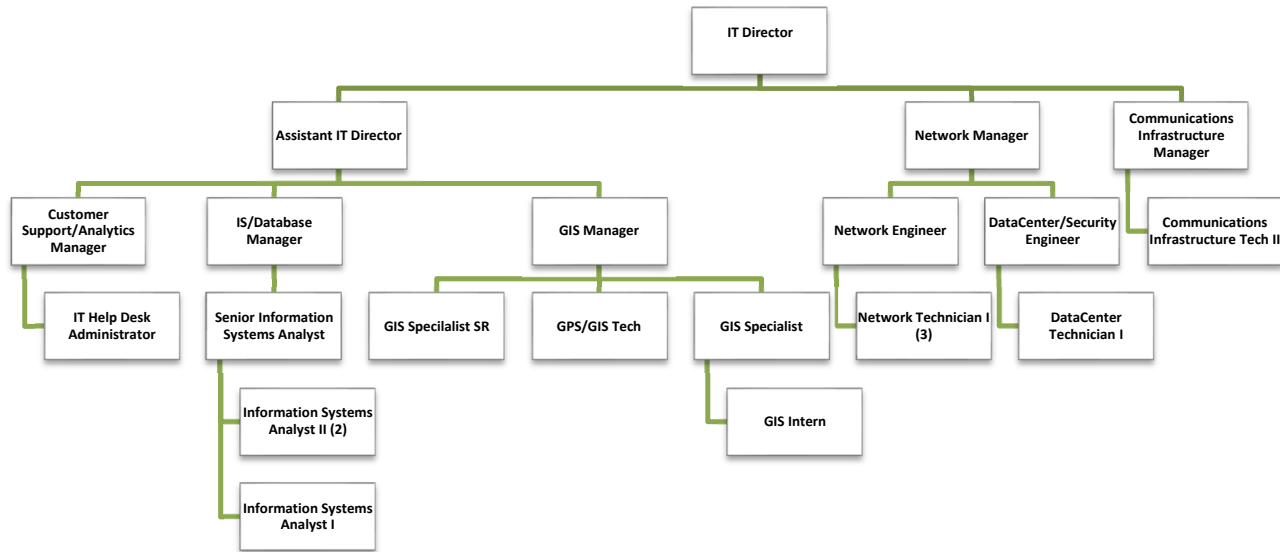 IT Director
Assistant IT Director
Network Manager
Communications
Infrastructure
Manager
Customer
Support/Analytics
Manager
IS/Database
Manager
GIS Manager
Network Engineer
DataCenter/Security
Engineer
Communications
Infrastructure Tech II
IT Help Desk
Administrator
Senior Information
Systems Analyst
GIS Specilalist SR
GPS/GIS Tech
GIS Specialist
Network Technician I
(3)
DataCenter
Technician I
Information Systems
Analyst II (2)
GIS Intern
Information Systems
Analyst I